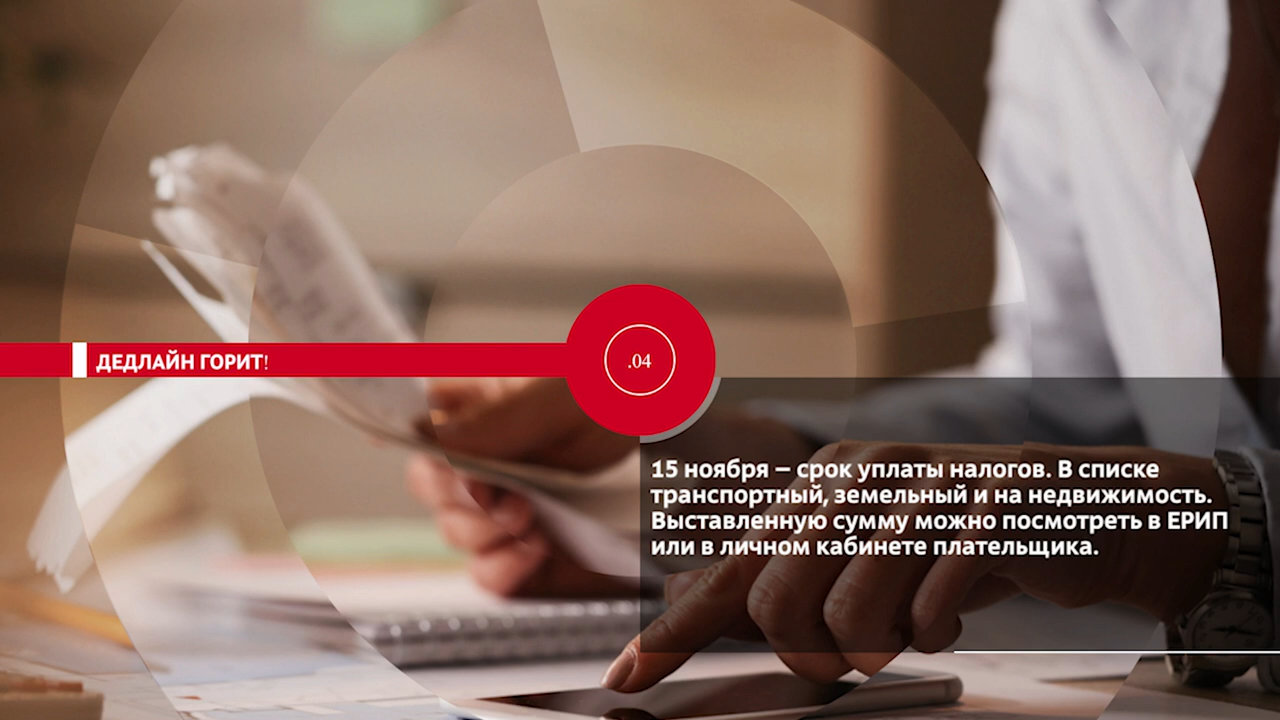 ДЕДЛАЙН ГОРИТ!
.04
15 ноября – срок уплаты налогов. В списке
транспортный, земельный и на недвижимость.
Выставленную сумму можно посмотреть в ЕРИП
или в личном кабинете плательщика.